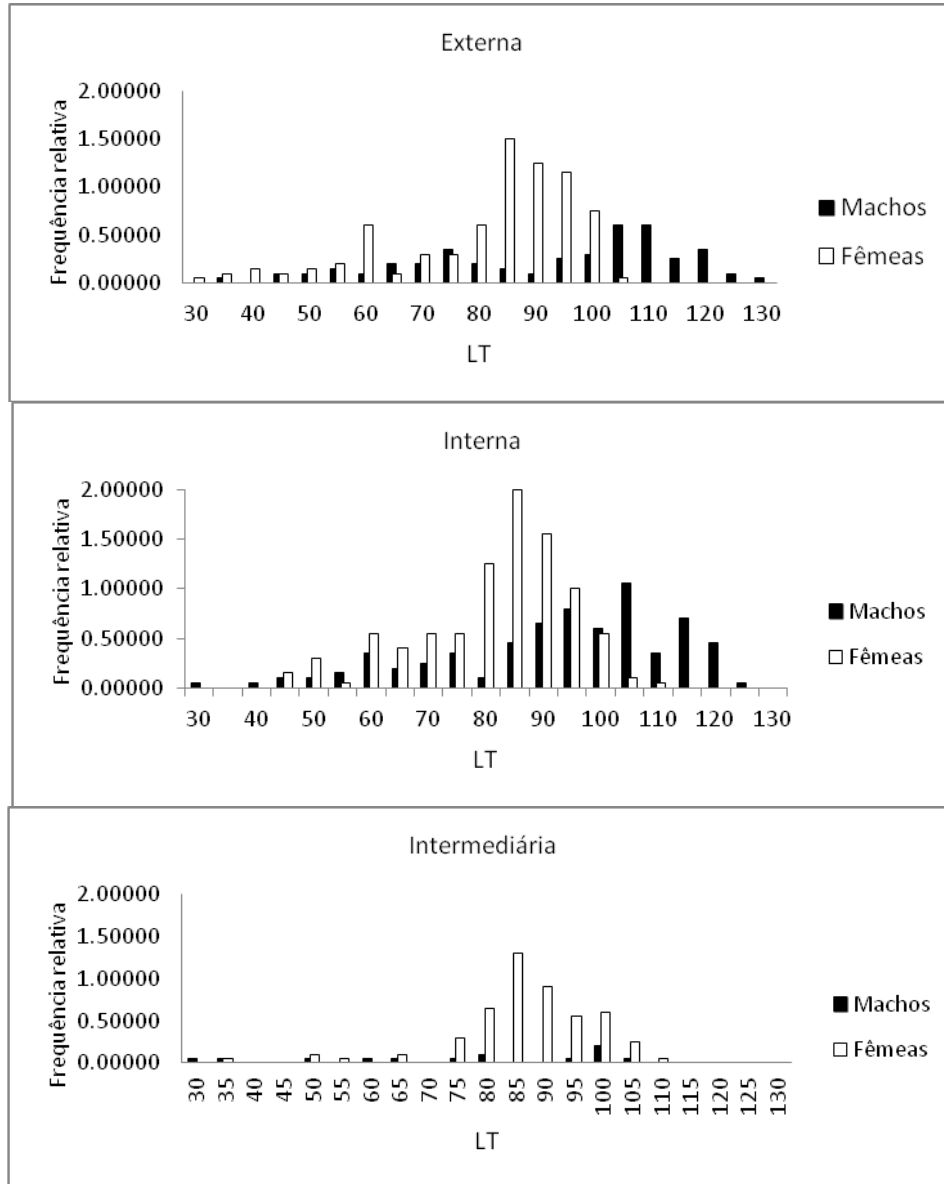 Externa
Frequência relativa
2.00000
1.50000
1.00000
0.50000
0.00000
30 40 50 60 70 80 90 100 110 120 130
LT
Machos
Fêmeas
Interna
Frequência relativa
2.00000
1.50000
1.00000
0.50000
0.00000
30 40 50 60 70 80 90 100 110 120 130
LT
Machos
Fêmeas
Intermediária
Frequência relativa
2.00000
1.50000
1.00000
0.50000
0.00000
30 35 40 45 50 55 60 65 70 75 80 85 90 95 100 105 110 115 120 125 130
LT
Machos
Fêmeas